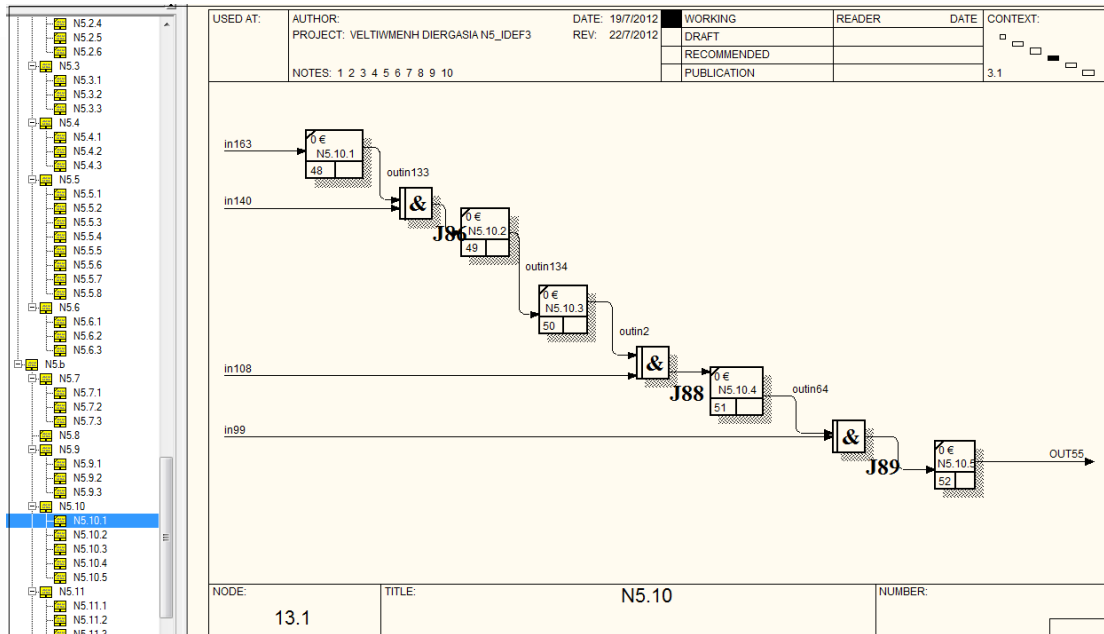 N5.2.4
N5.2.5
N5.2.6
N5.3
N5.3.1
N5.3.2
N5.3.3
N5.4
N5.4.1
N5.4.2
N5.4.3
N5.5
N5.5.1
N5.5.2
N5.5.3
N5.5.4
N5.5.5
N5.5.6
N5.5.7
N5.5.8
N5.6
N5.6.1
N5.6.2
N5.6.3
N5.b
N5.7
N5.7.1
N5.7.2
N5.7.3
N5.8
N5.9
N5.9.1
N5.9.2
N5.9.3
N5.10
N5.10.1
N5.10.2
N5.10.3
N5.10.4
N5.10.5
N5.11
N5.11.1
N5.11.2
N5.11.3
USED AT:
AUTHOR:
DATE: 19/7/2012
PROJECT: VELTIWMENH DIERGASIA N5_IDEF3
REV: 22/7/2012
NOTES: 1 2 3 4 5 6 7 8 9 10
WORKING
DRAFT
RECOMMENDED
PUBLICATION
READER
DATE
CONTEXT:
3.1
in163
0 €
N5.10.1
48
outin133
in140
&
J86
0 €
N5.10.2
49
outin134
0 €
N5.10.3
50
outin2
in108
&
J88
0 €
N5.10.4
51
outin64
in99
&
J89
0 €
N5.10.5
52
OUT55
NODE:
13.1
TITLE:
N5.10
NUMBER: